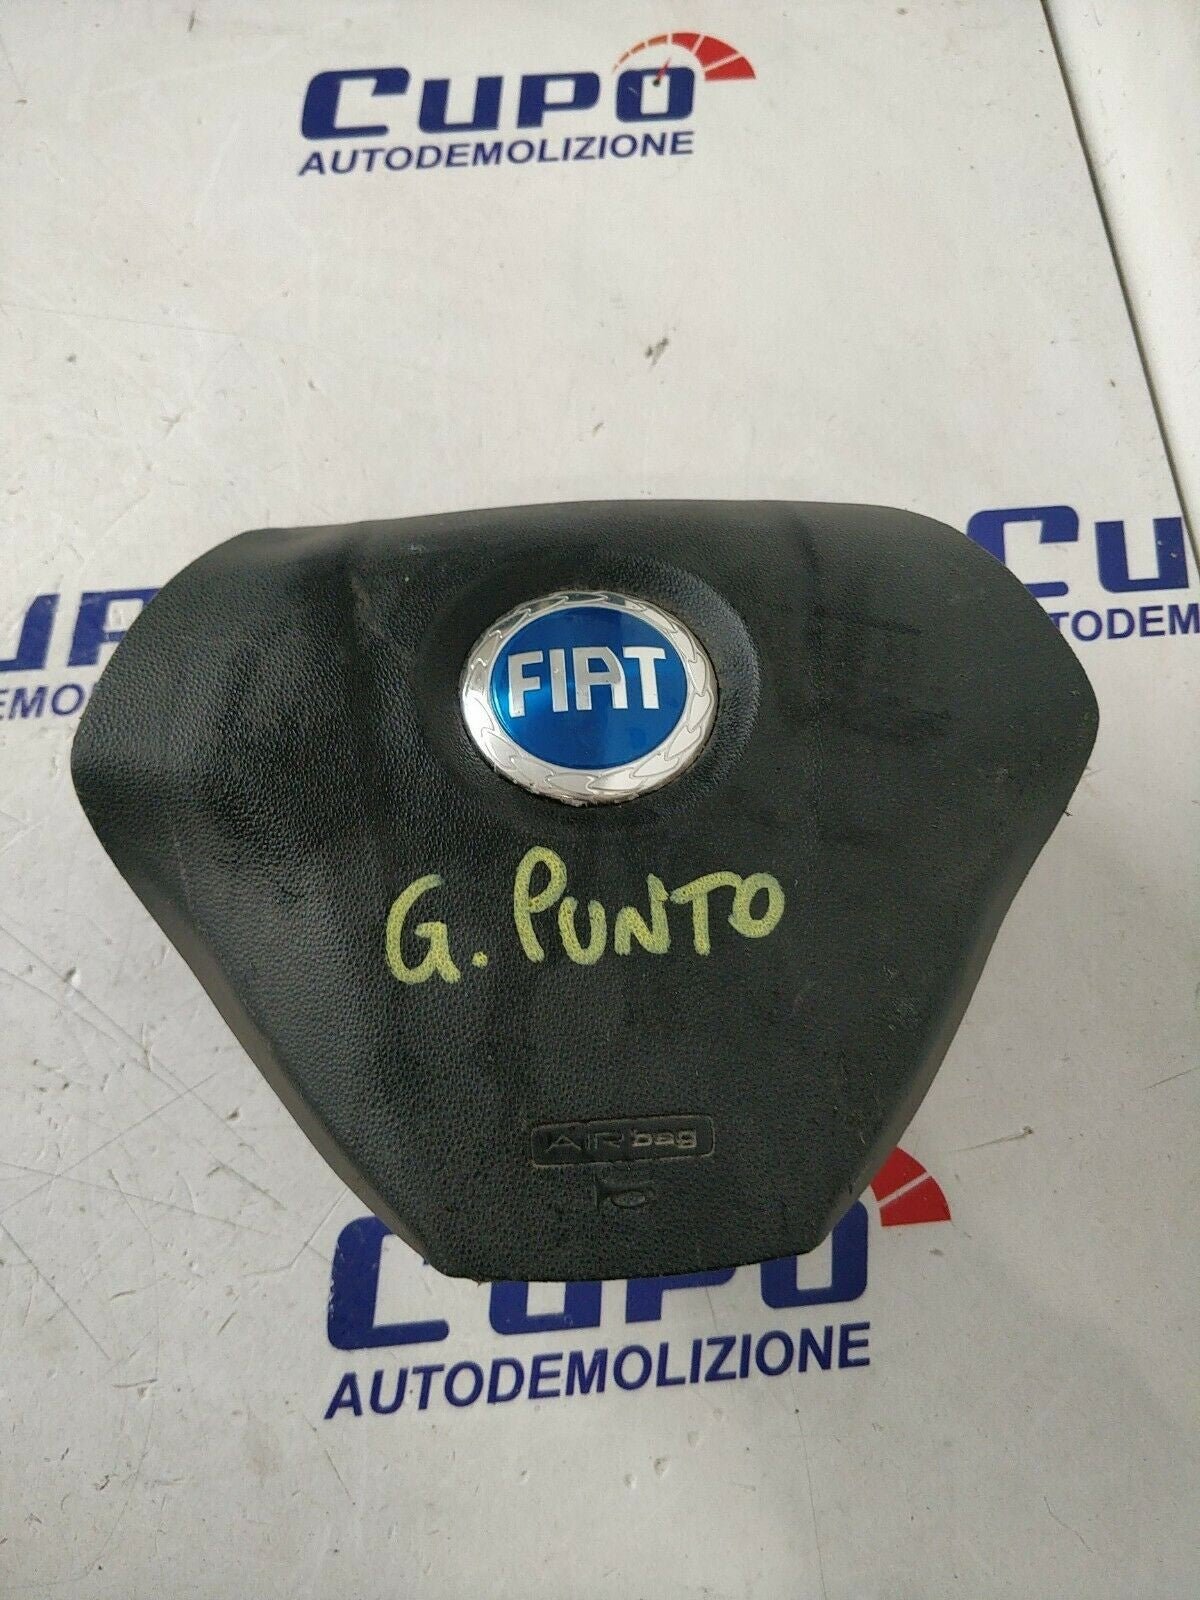 CUPO
AUTODEMOLIZIONE
FIAT
G. PUNTO
AIRbag
CUPO
AUTODEMOLIZIONE